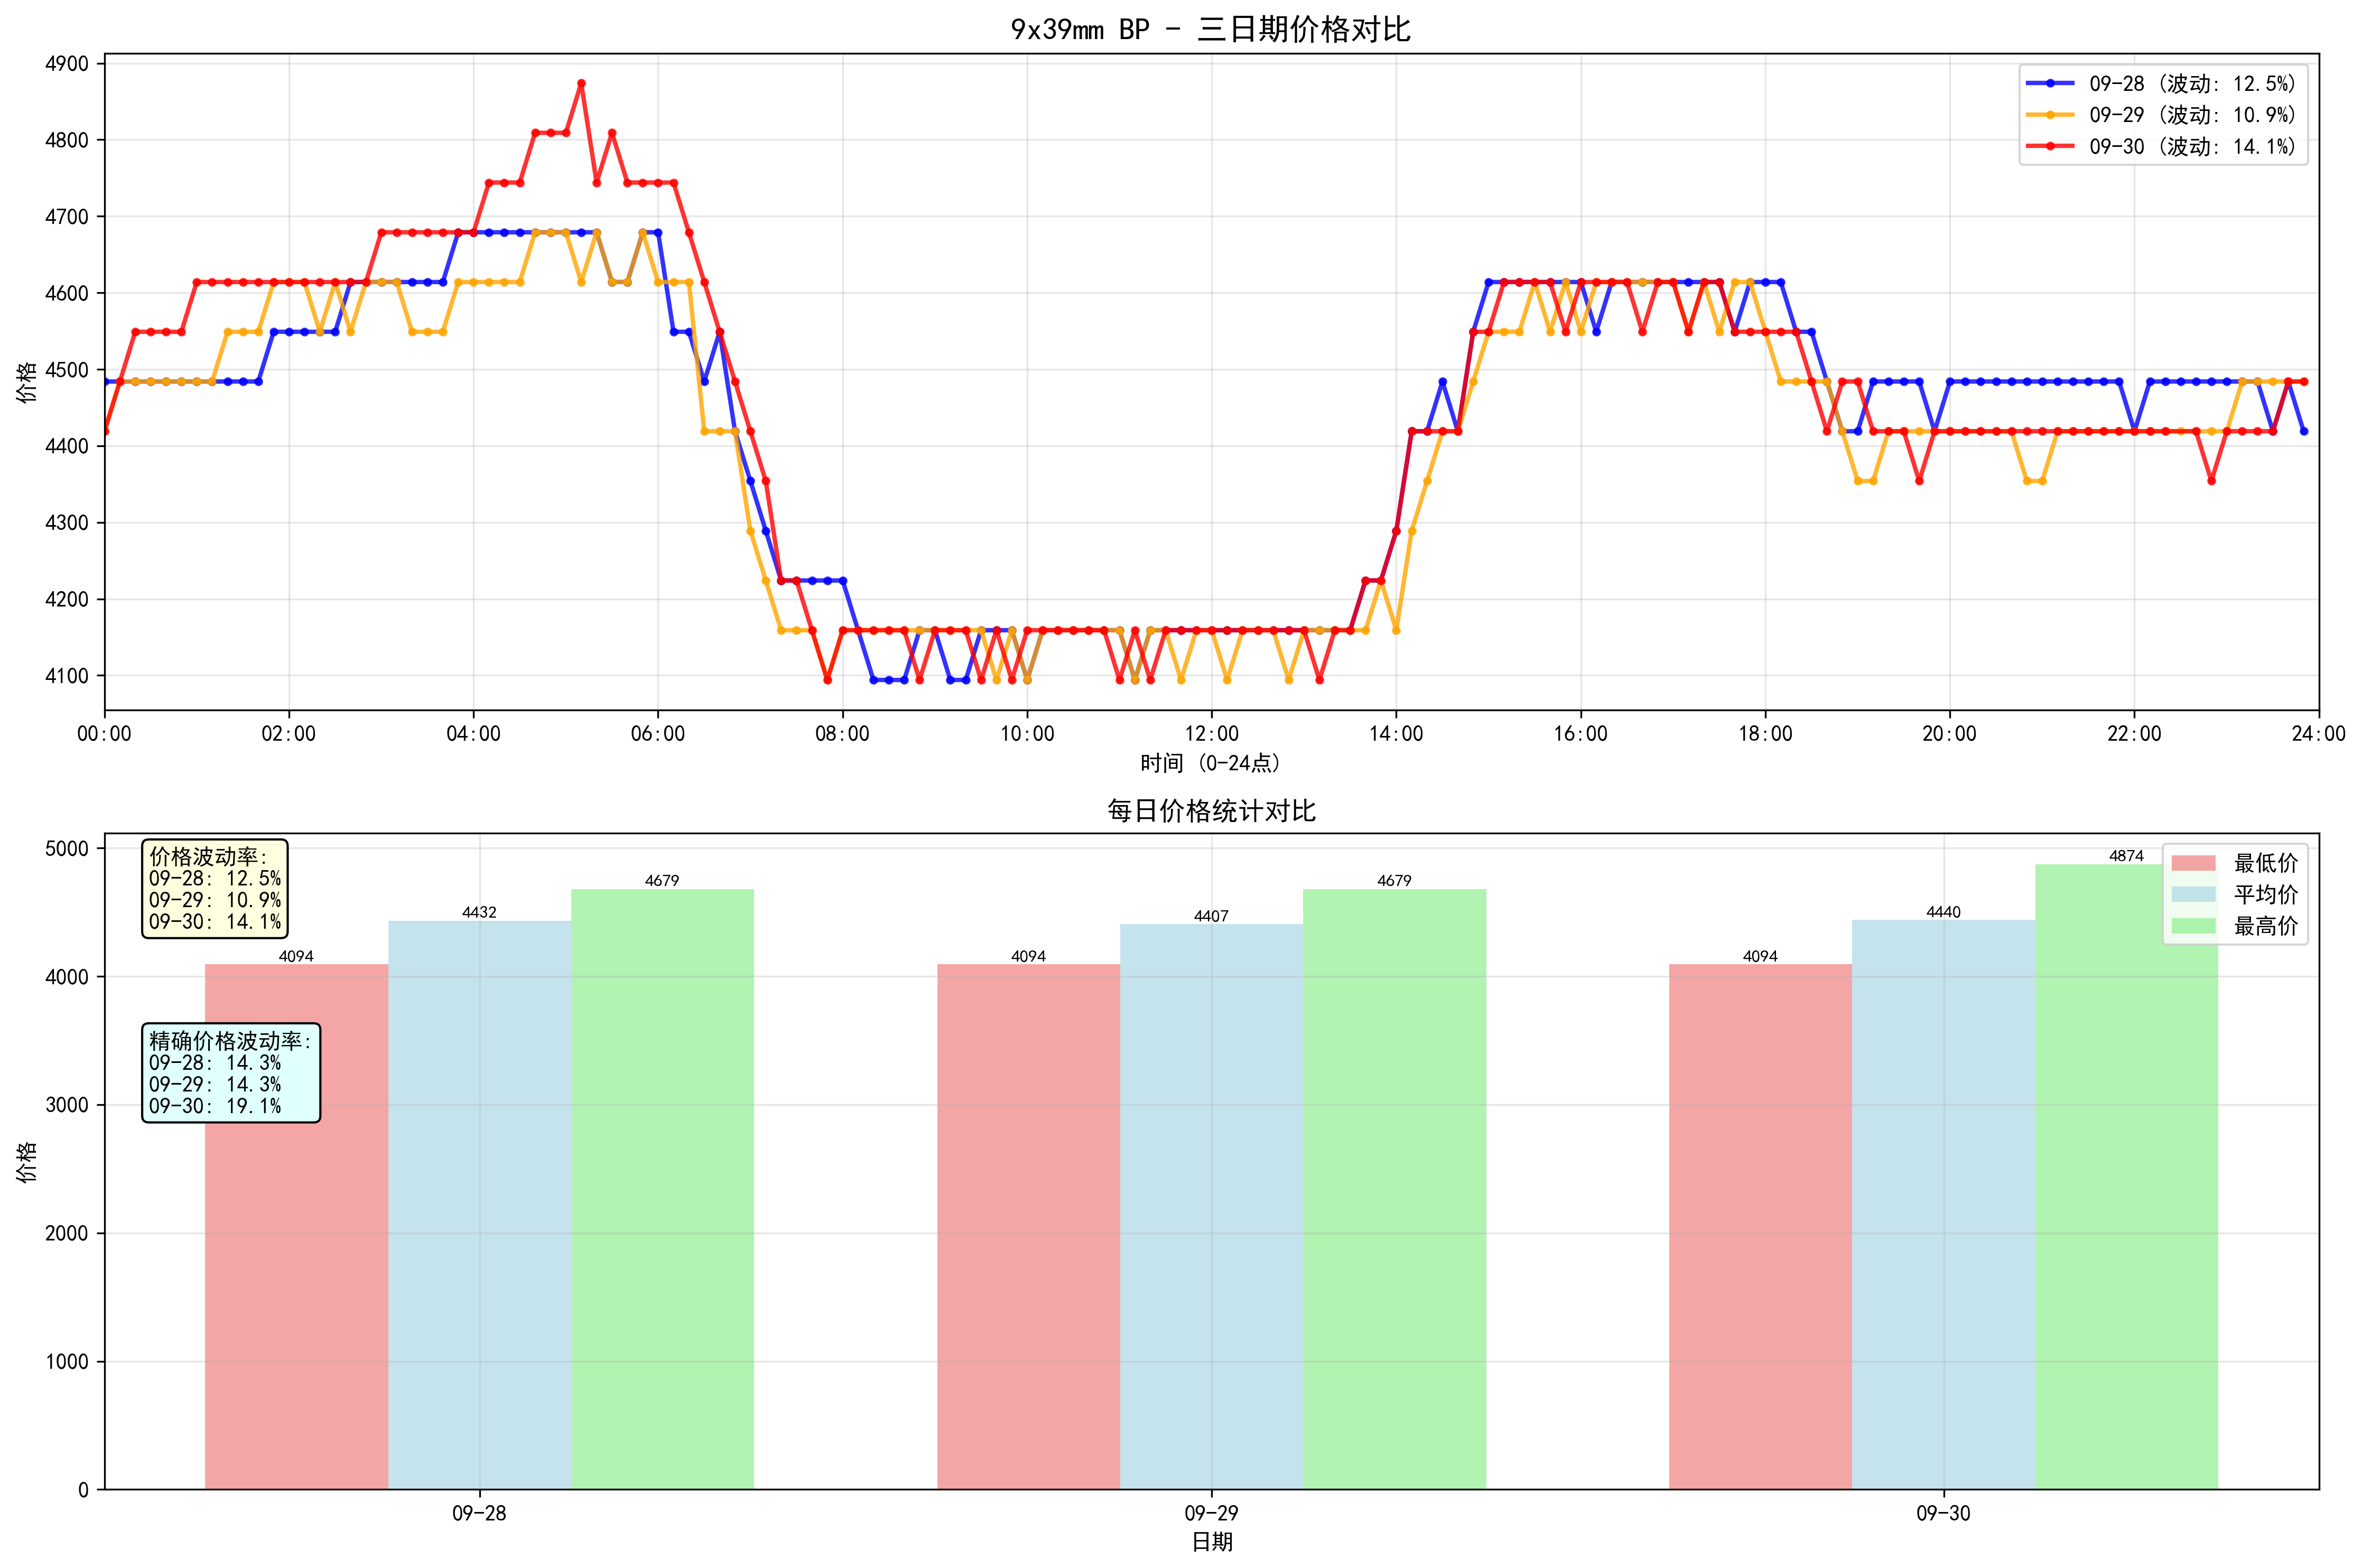 9x39mm BP - 三日期价格对比
4900
4800
4700
4600
4500
4400
4300
4200
4100
价格
09-28 (波动: 12.5%)
09-29 (波动: 10.9%)
09-30 (波动: 14.1%)
00:00 02:00 04:00 06:00 08:00 10:00 12:00 14:00 16:00 18:00 20:00 22:00 24:00
时间 (0-24点)
每日价格统计对比
5000
4000
3000
2000
1000
0
价格
价格波动率:
09-28: 12.5%
09-29: 10.9%
09-30: 14.1%
精确价格波动率:
09-28: 14.3%
09-29: 14.3%
09-30: 19.1%
4094 4432 4679
4094 4407 4679
4094 4440 4874
最低价
平均价
最高价
09-28 09-29 09-30
日期